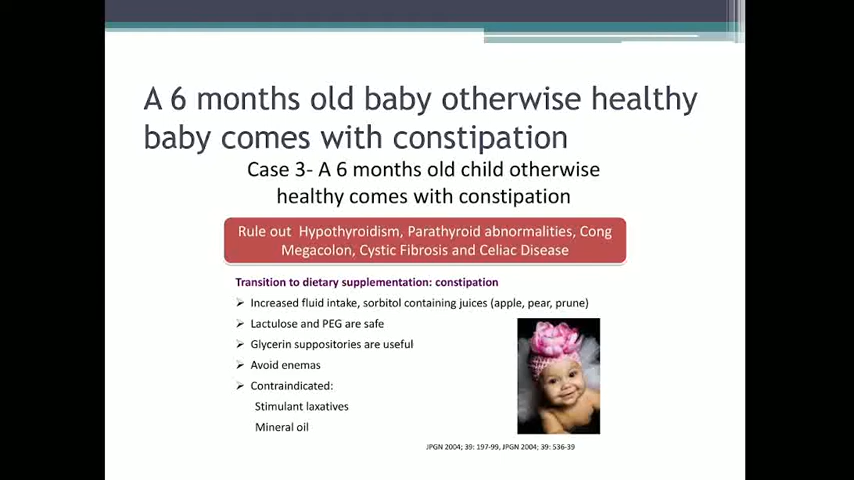 A 6 months old baby otherwise healthy
baby comes with constipation
Case 3- A 6 months old child otherwise
healthy comes with constipation
Rule out  Hypothyroidism, Parathyroid abnormalities, Cong
Megacolon, Cystic Fibrosis and Celiac Disease
Transition to dietary supplementation: constipation
➢ Increased fluid intake, sorbitol containing juices (apple, pear, prune)
➢ Lactulose and PEG are safe
➢ Glycerin suppositories are useful
➢ Avoid enemas
➢ Contraindicated:
Stimulant laxatives
Mineral oil
JPGN 2004; 39: 197-99, JPGN 2004; 39: 536-39